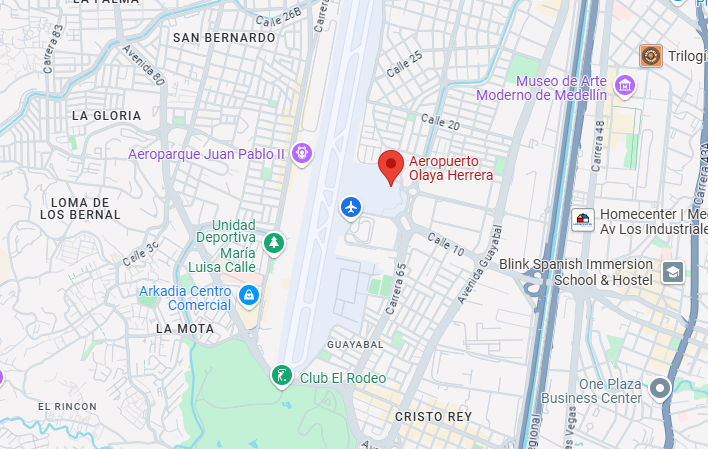 LA PALMA
Calle 26B
Carrera 83
SAN BERNARDO
Carrera
Avenida 80
Calle 25
Trilogí
Museo de Arte
Moderno de Medellín
LA GLORIA
Calle 20
Carrera 48
Aeroparque Juan Pablo II
Aeropuerto
Olaya Herrera
Carrera 43A
LOMA DE
LOS BERNAL
Homecenter | Me
Av Los Industriale
Unidad
Deportiva
María
Luisa Calle
Calle 3c
Calle 10
Avenida Guayabal
Blink Spanish Immersion
School & Hostel
Carrera 65
Arkadia Centro
Comercial
LA MOTA
GUAYABAL
Club El Rodeo
One Plaza
Business Center
EL RINCON
CRISTO REY
as Vegas
egional